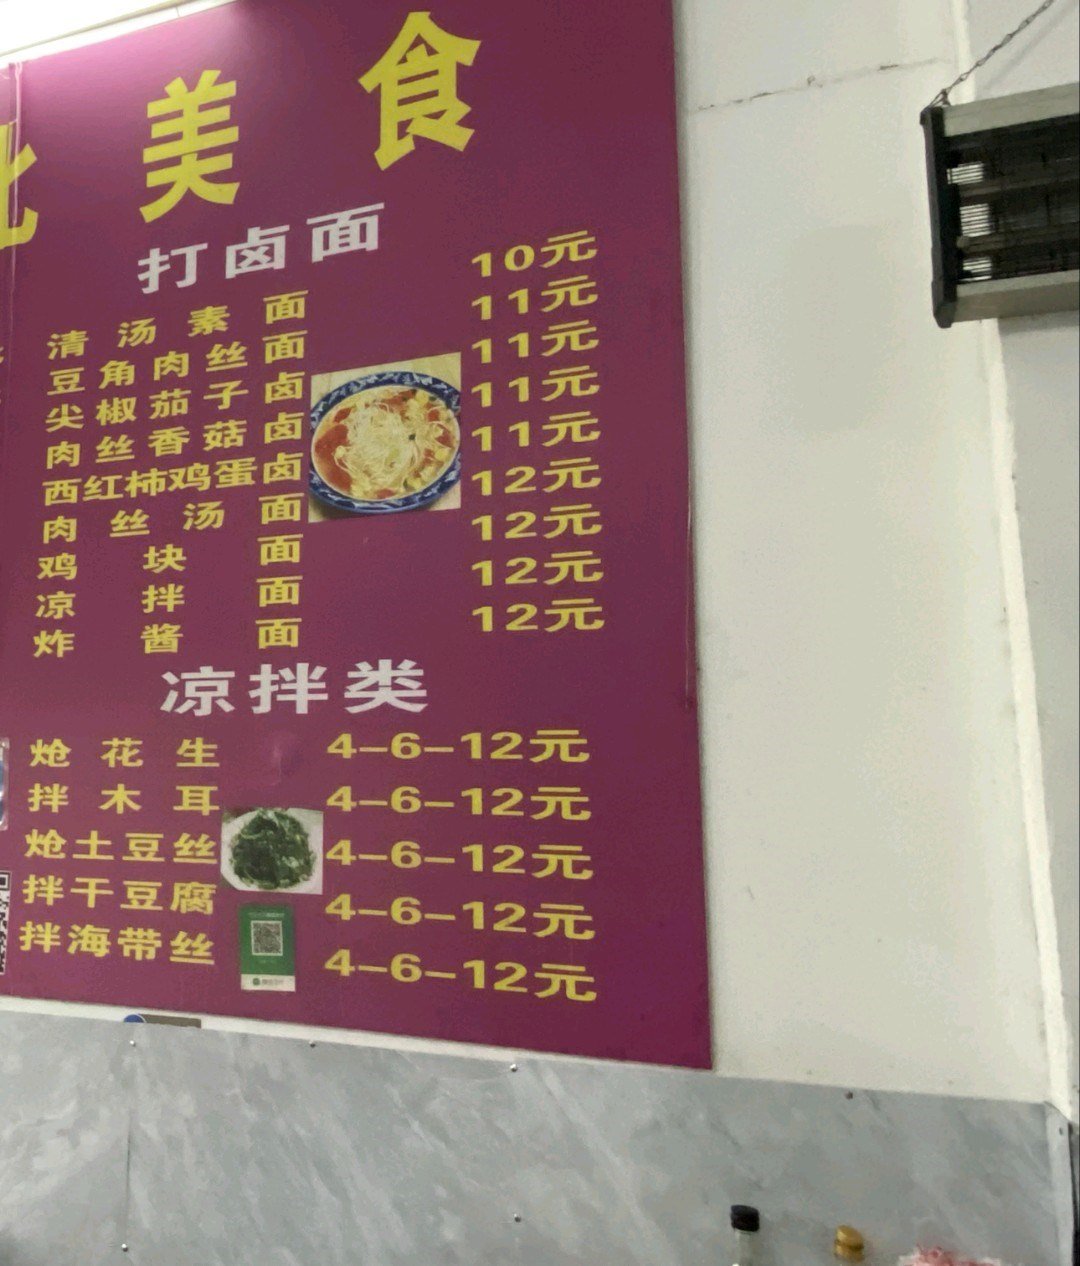 美食
打卤面
清汤素面 10元
豆角肉丝面 11元
尖椒茄子卤 11元
肉丝香菇卤 11元
西红柿鸡蛋卤 11元
肉丝汤面 12元
鸡块面 12元
凉拌面 12元
炸酱面 12元
凉拌类
炝花生 4-6-12元
拌木耳 4-6-12元
炝土豆丝 4-6-12元
拌干豆腐 4-6-12元
拌海带丝 4-6-12元